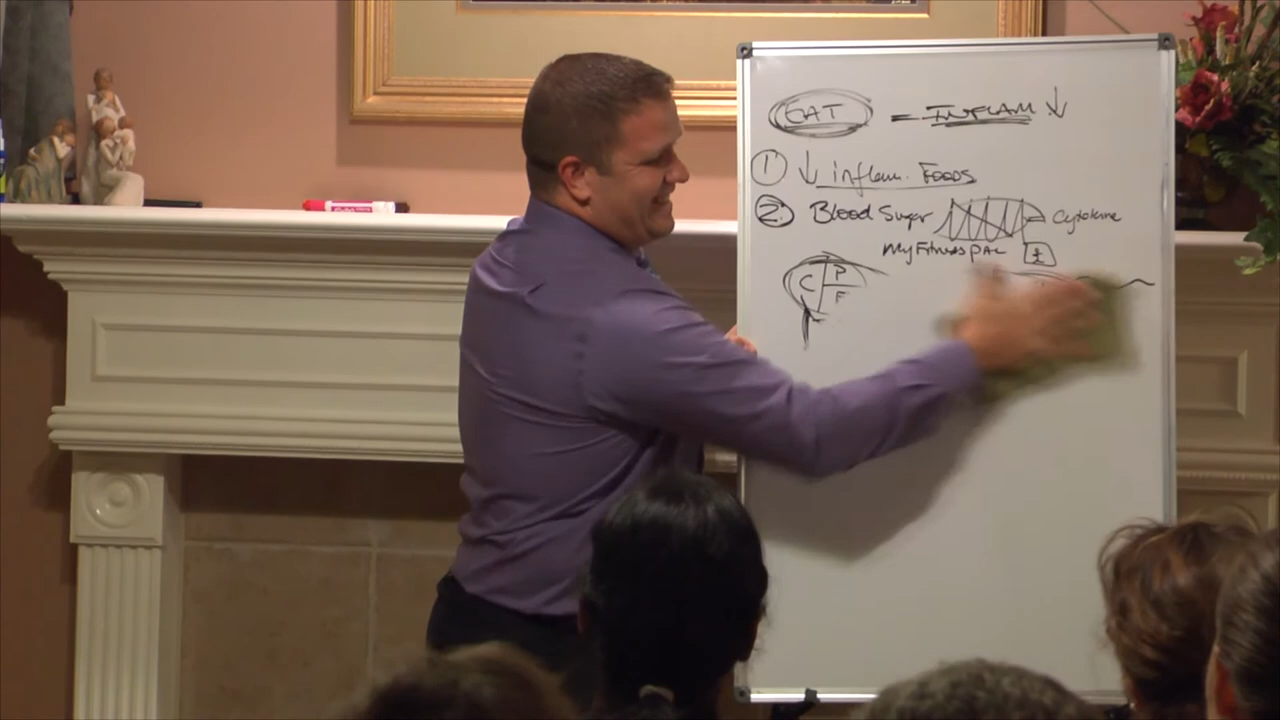 EAT = INFLAM ↓
① ↓ inflam. FOODS
② Blood Sugar Cytokine
MyFitnessPAL £
C P
F